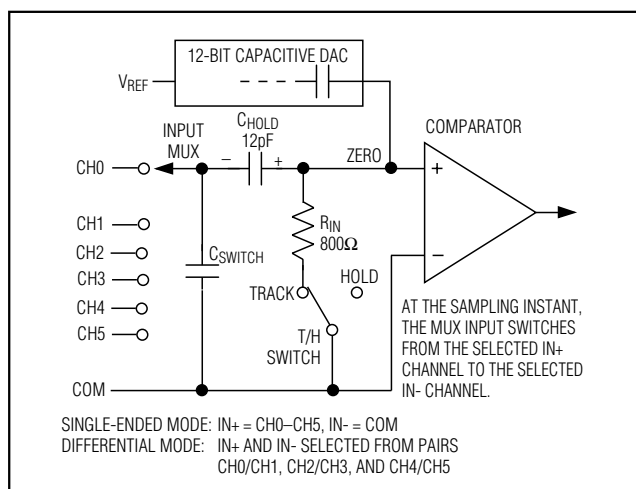 12-BIT CAPACITIVE DAC
VREF
INPUT
MUX
CHOLD
12pF
–
+
ZERO
COMPARATOR
+
–
CH0
CH1
CH2
CH3
CH4
CH5
CSWITCH
RIN
800Ω
HOLD
TRACK
T/H
SWITCH
COM
AT THE SAMPLING INSTANT,
THE MUX INPUT SWITCHES
FROM THE SELECTED IN+
CHANNEL TO THE SELECTED
IN- CHANNEL.
SINGLE-ENDED MODE: IN+ = CH0–CH5, IN- = COM
DIFFERENTIAL MODE: IN+ AND IN- SELECTED FROM PAIRS
CH0/CH1, CH2/CH3, AND CH4/CH5